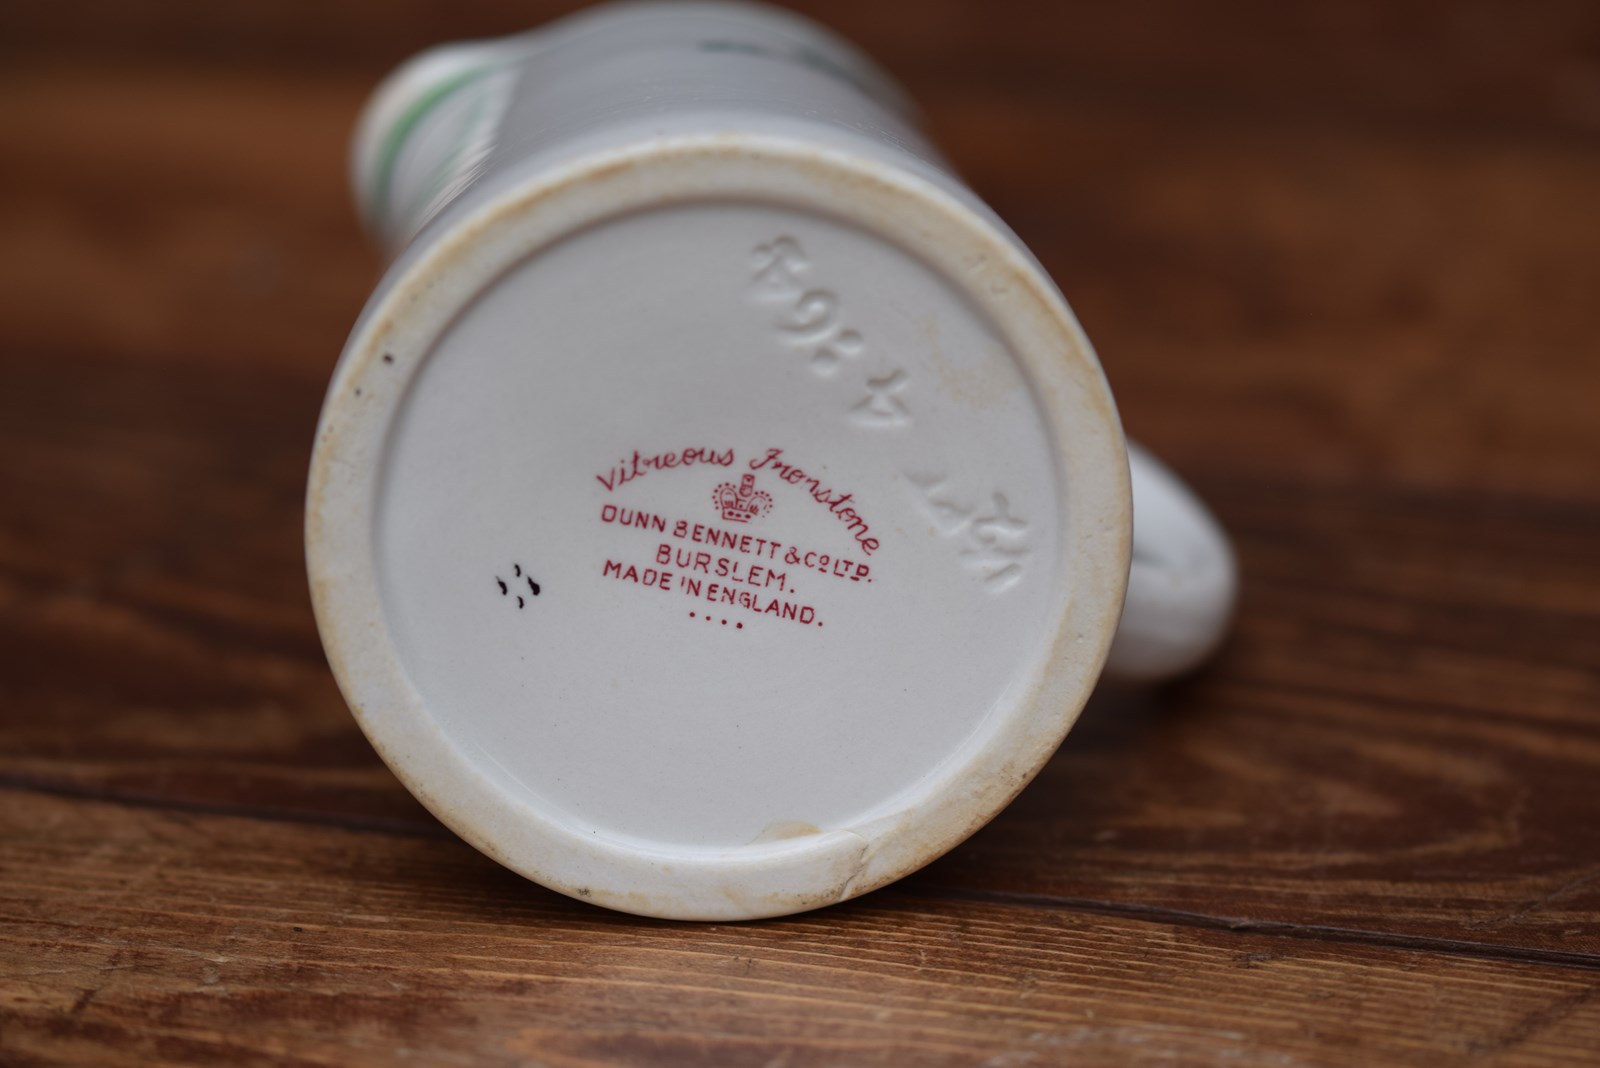 Vitreous Ironstone
DUNN BENNETT & CO LTD.
BURSLEM.
MADE IN ENGLAND.